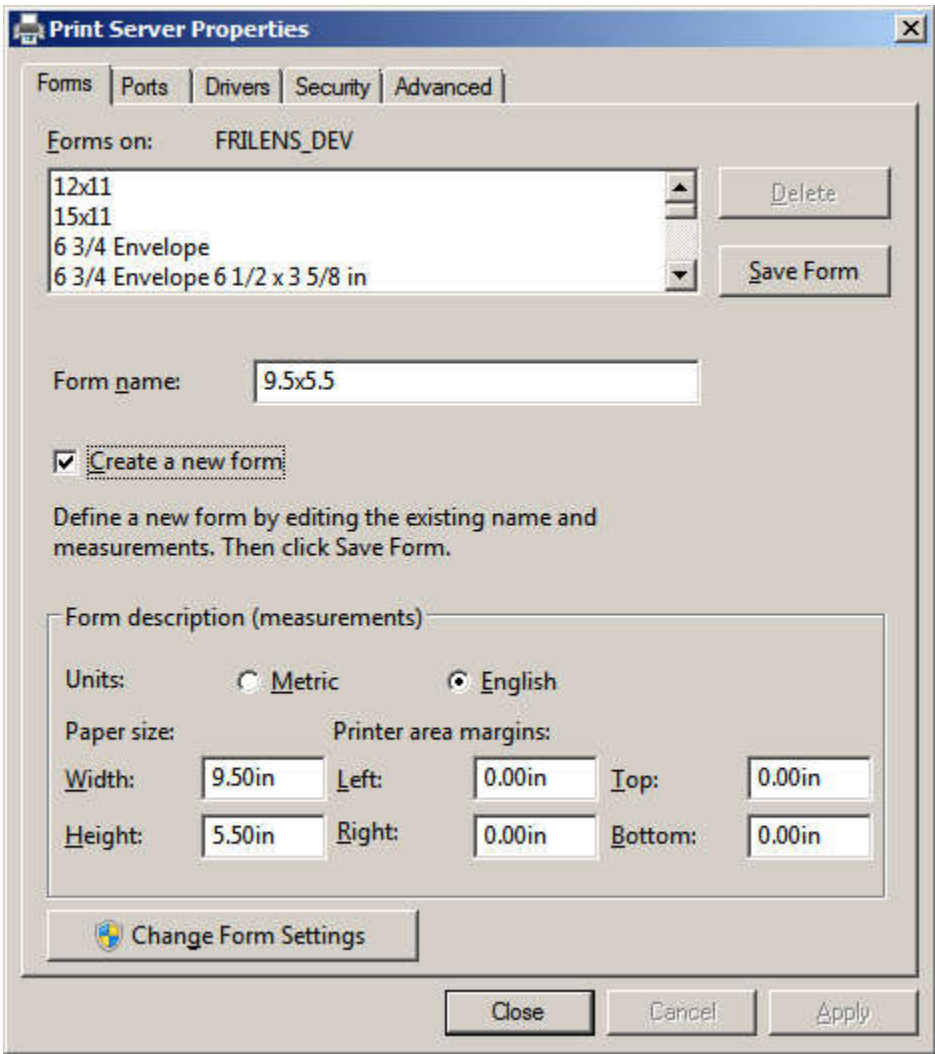 Print Server Properties
Forms Ports Drivers Security Advanced
Forms on: FRILENS_DEV
12x11
15x11
6 3/4 Envelope
6 3/4 Envelope 6 1/2 x 3 5/8 in
Delete
Save Form
Form name: 9.5x5.5
Create a new form
Define a new form by editing the existing name and
measurements. Then click Save Form.
Form description (measurements)
Units: Metric English
Paper size: Printer area margins:
Width: 9.50in Left: 0.00in Top: 0.00in
Height: 5.50in Right: 0.00in Bottom: 0.00in
Change Form Settings
Close Cancel Apply